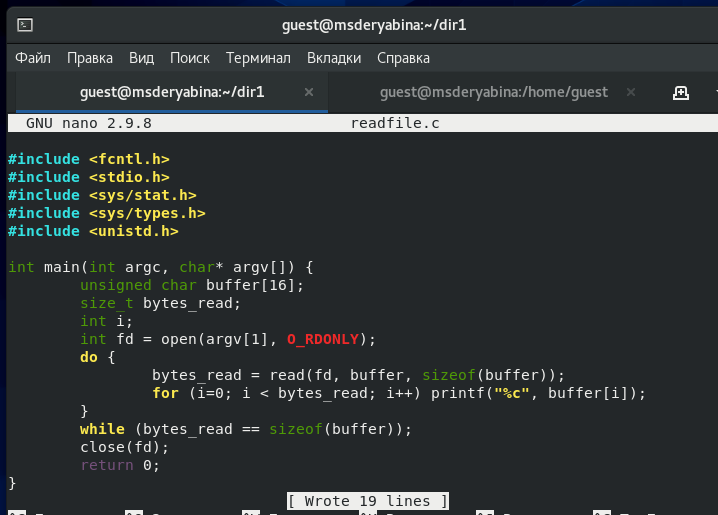 guest@msderyabina:~/dir1
Файл Правка Вид Поиск Терминал Вкладки Справка
guest@msderyabina:~/dir1 × guest@msderyabina:/home/guest ×
GNU nano 2.9.8 readfile.c
#include <fcntl.h>
#include <stdio.h>
#include <sys/stat.h>
#include <sys/types.h>
#include <unistd.h>
int main(int argc, char* argv[]) {
unsigned char buffer[16];
size_t bytes_read;
int i;
int fd = open(argv[1], O_RDONLY);
do {
bytes_read = read(fd, buffer, sizeof(buffer));
for (i=0; i < bytes_read; i++) printf("%c", buffer[i]);
}
while (bytes_read == sizeof(buffer));
close(fd);
return 0;
}
[ Wrote 19 lines ]